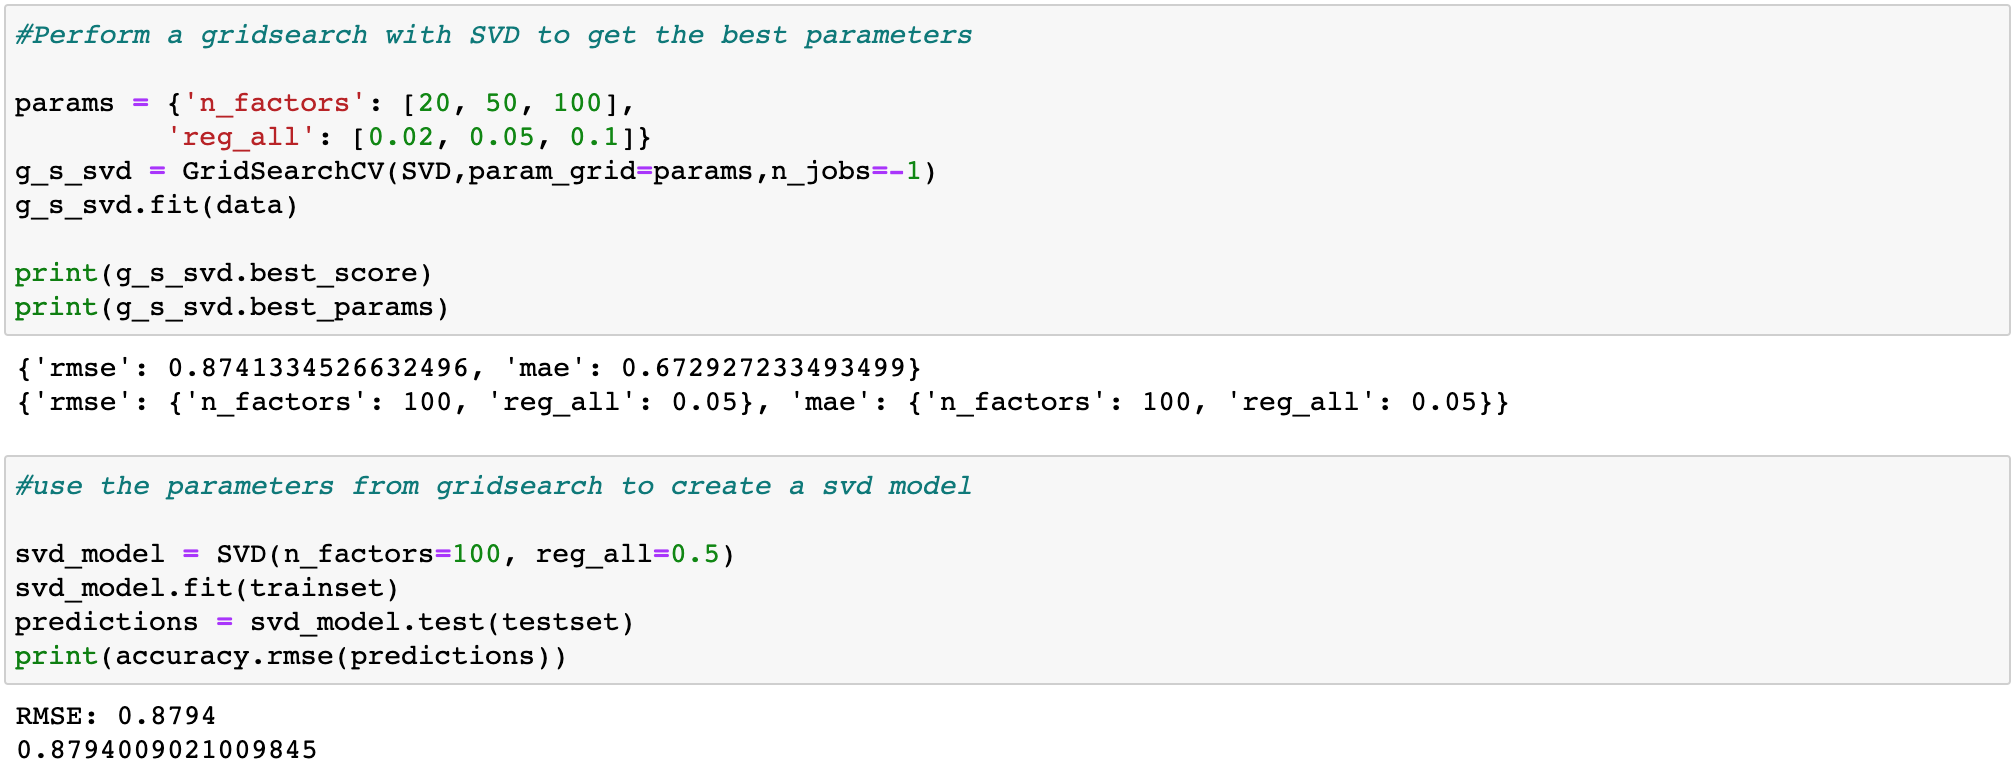 #Perform a gridsearch with SVD to get the best parameters
params = {'n_factors': [20, 50, 100],
         'reg_all': [0.02, 0.05, 0.1]}
g_s_svd = GridSearchCV(SVD,param_grid=params,n_jobs=-1)
g_s_svd.fit(data)
print(g_s_svd.best_score)
print(g_s_svd.best_params)
{'rmse': 0.8741334526632496, 'mae': 0.672927233493499}
{'rmse': {'n_factors': 100, 'reg_all': 0.05}, 'mae': {'n_factors': 100, 'reg_all': 0.05}}
#use the parameters from gridsearch to create a svd model
svd_model = SVD(n_factors=100, reg_all=0.5)
svd_model.fit(trainset)
predictions = svd_model.test(testset)
print(accuracy.rmse(predictions))
RMSE: 0.8794
0.8794009021009845